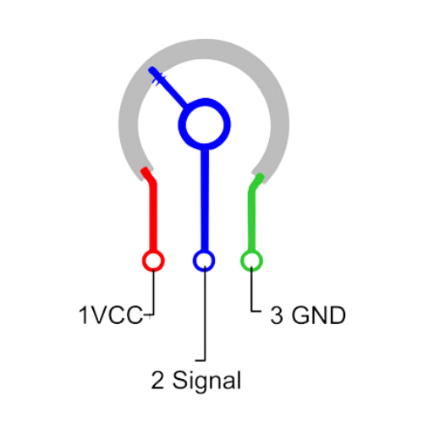 1VCC
3 GND
2 Signal